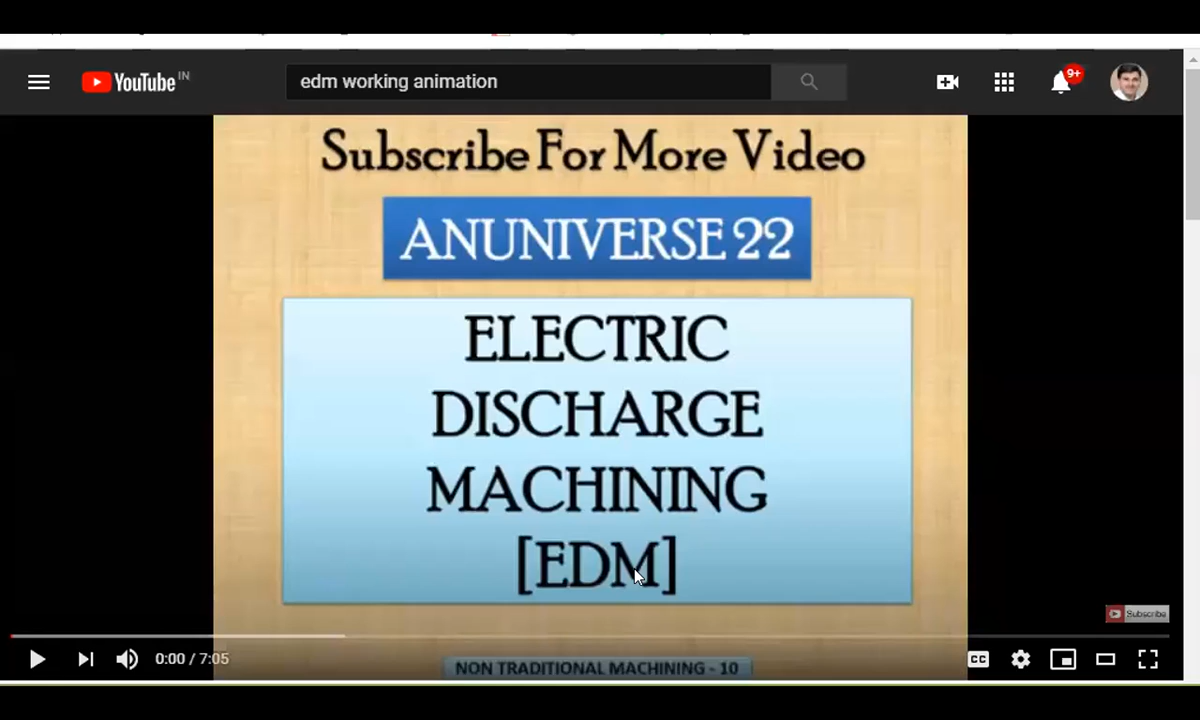 YouTube IN
edm working animation
9+
Subscribe For More Video
ANUNIVERSE 22
ELECTRIC
DISCHARGE
MACHINING
[EDM]
Subscribe
0:00 / 7:05
CC
NON TRADITIONAL MACHINING - 10